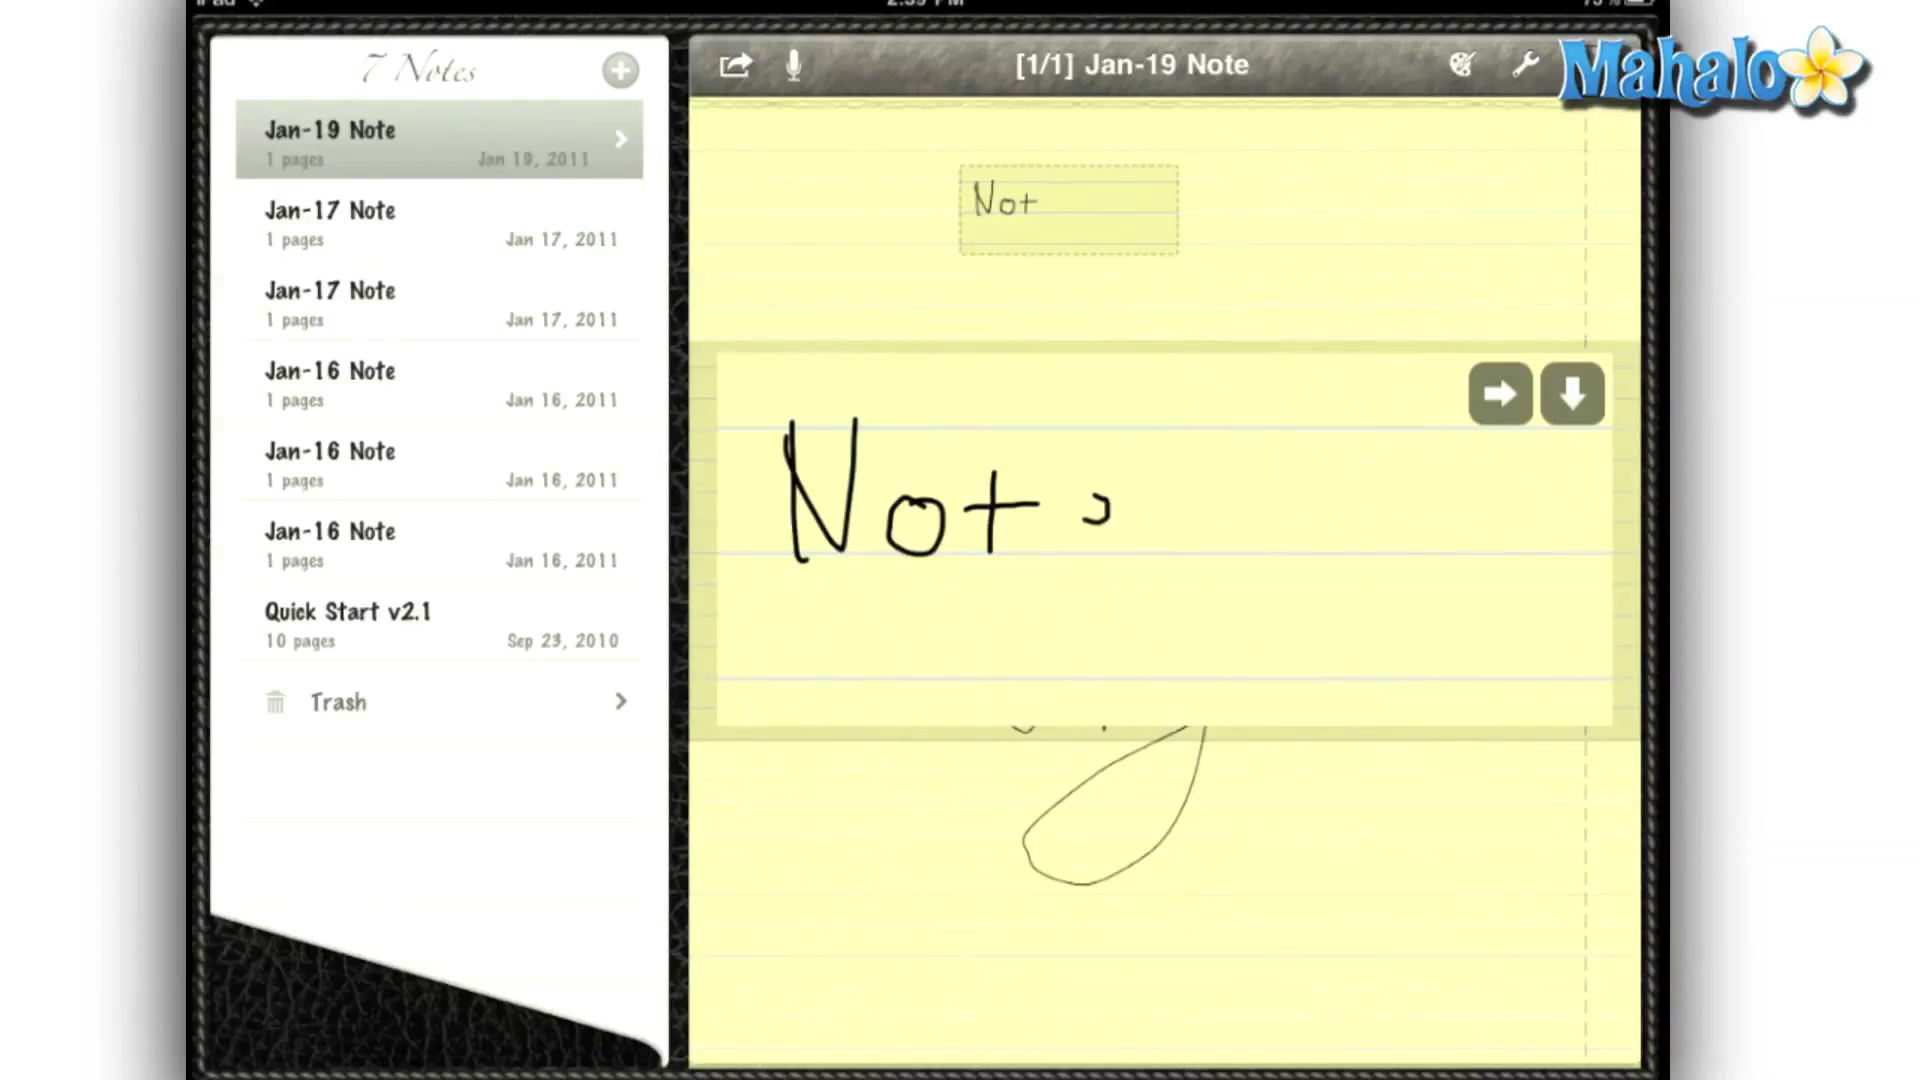 7 Notes
Jan-19 Note
1 pages Jan 19, 2011
Jan-17 Note
1 pages Jan 17, 2011
Jan-17 Note
1 pages Jan 17, 2011
Jan-16 Note
1 pages Jan 16, 2011
Jan-16 Note
1 pages Jan 16, 2011
Jan-16 Note
1 pages Jan 16, 2011
Quick Start v2.1
10 pages Sep 23, 2010
Trash
[1/1] Jan-19 Note
Mahalo
Not
Not